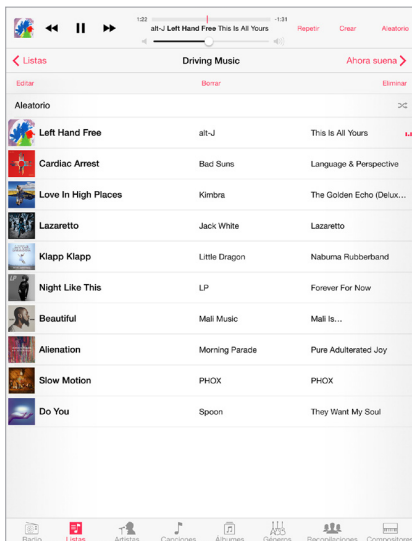 1:22 -1:31
alt-J Left Hand Free This Is All Yours
Repetir Crear Aleatorio
Listas Driving Music Ahora suena
Editar Borrar Eliminar
Aleatorio
Left Hand Free alt-J This Is All Yours
Cardiac Arrest Bad Suns Language & Perspective
Love In High Places Kimbra The Golden Echo (Delux...
Lazaretto Jack White Lazaretto
Klapp Klapp Little Dragon Nabuma Rubberband
Night Like This LP Forever For Now
Beautiful Mali Music Mali Is...
Alienation Morning Parade Pure Adulterated Joy
Slow Motion PHOX PHOX
Do You Spoon They Want My Soul
Radio Listas Artistas Canciones Álbumes Géneros Recopilaciones Compositores